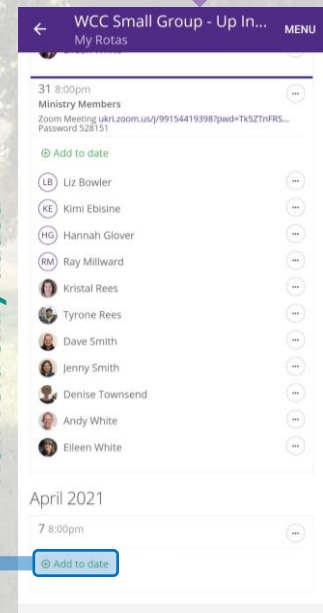 WCC Small Group - Up In...
MENU
My Rotas
31 8:00pm
Ministry Members
Zoom Meeting ukri.zoom.us/j/99154419398?pwd=Tk5ZTnFRS...
Password 528151
Add to date
LB Liz Bowler
KE Kimi Ebisine
HG Hannah Glover
RM Ray Millward
Kristal Rees
Tyrone Rees
Dave Smith
Jenny Smith
Denise Townsend
Andy White
Eileen White
April 2021
7 8:00pm
Add to date